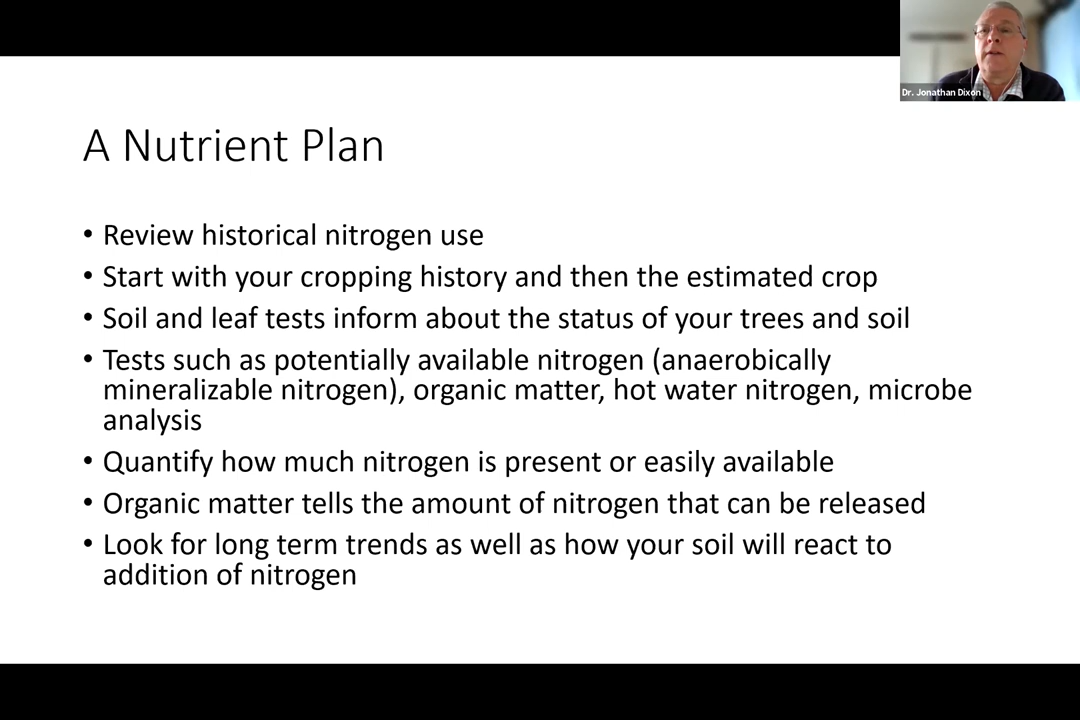 Dr. Jonathan Dixon
A Nutrient Plan
• Review historical nitrogen use
• Start with your cropping history and then the estimated crop
• Soil and leaf tests inform about the status of your trees and soil
• Tests such as potentially available nitrogen (anaerobically
mineralizable nitrogen), organic matter, hot water nitrogen, microbe
analysis
• Quantify how much nitrogen is present or easily available
• Organic matter tells the amount of nitrogen that can be released
• Look for long term trends as well as how your soil will react to
addition of nitrogen